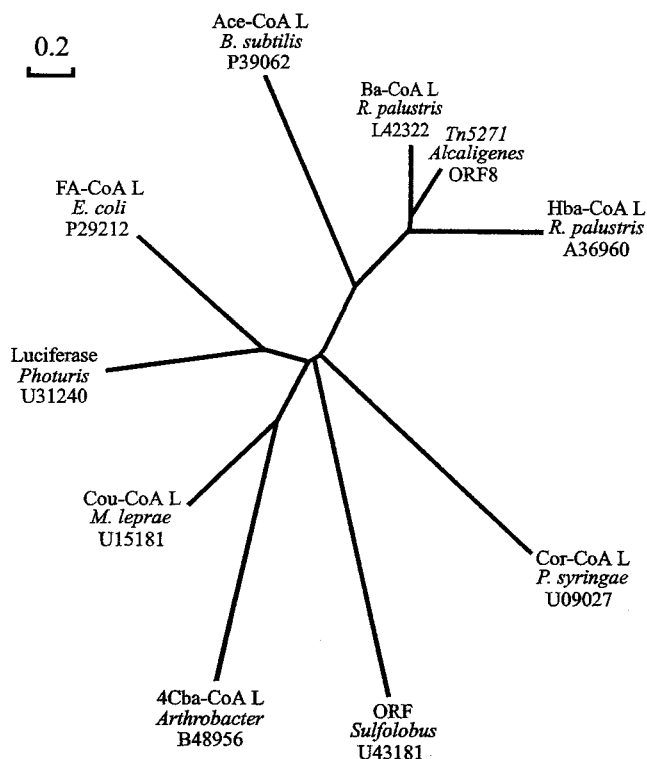 Ace-CoA L
B. subtilis
P39062
0.2
Ba-CoA L
R. palustris
L42322
Tn5271
Alcaligenes
ORF8
FA-CoA L
E. coli
P29212
Hba-CoA L
R. palustris
A36960
Luciferase
Photuris
U31240
Cou-CoA L
M. leprae
U15181
Cor-CoA L
P. syringae
U09027
4Cba-CoA L
Arthrobacter
B48956
ORF
Sulfolobus
U43181